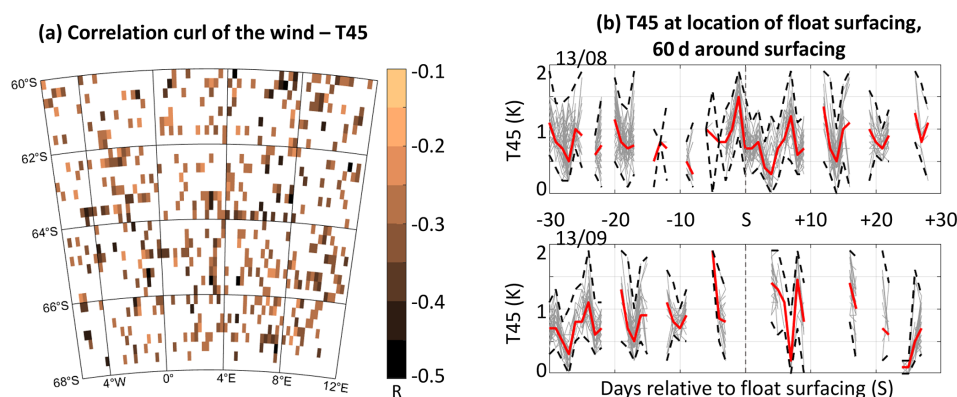 (a) Correlation curl of the wind – T45
60°S
62°S
64°S
66°S
68°S
4°W
0°
4°E
8°E
12°E
-0.1
-0.2
-0.3
-0.4
-0.5
R
(b) T45 at location of float surfacing,
60 d around surfacing
13/08
T45 (K)
2
1
0
-30
-20
-10
S
+10
+20
+30
13/09
T45 (K)
2
1
0
Days relative to float surfacing (S)